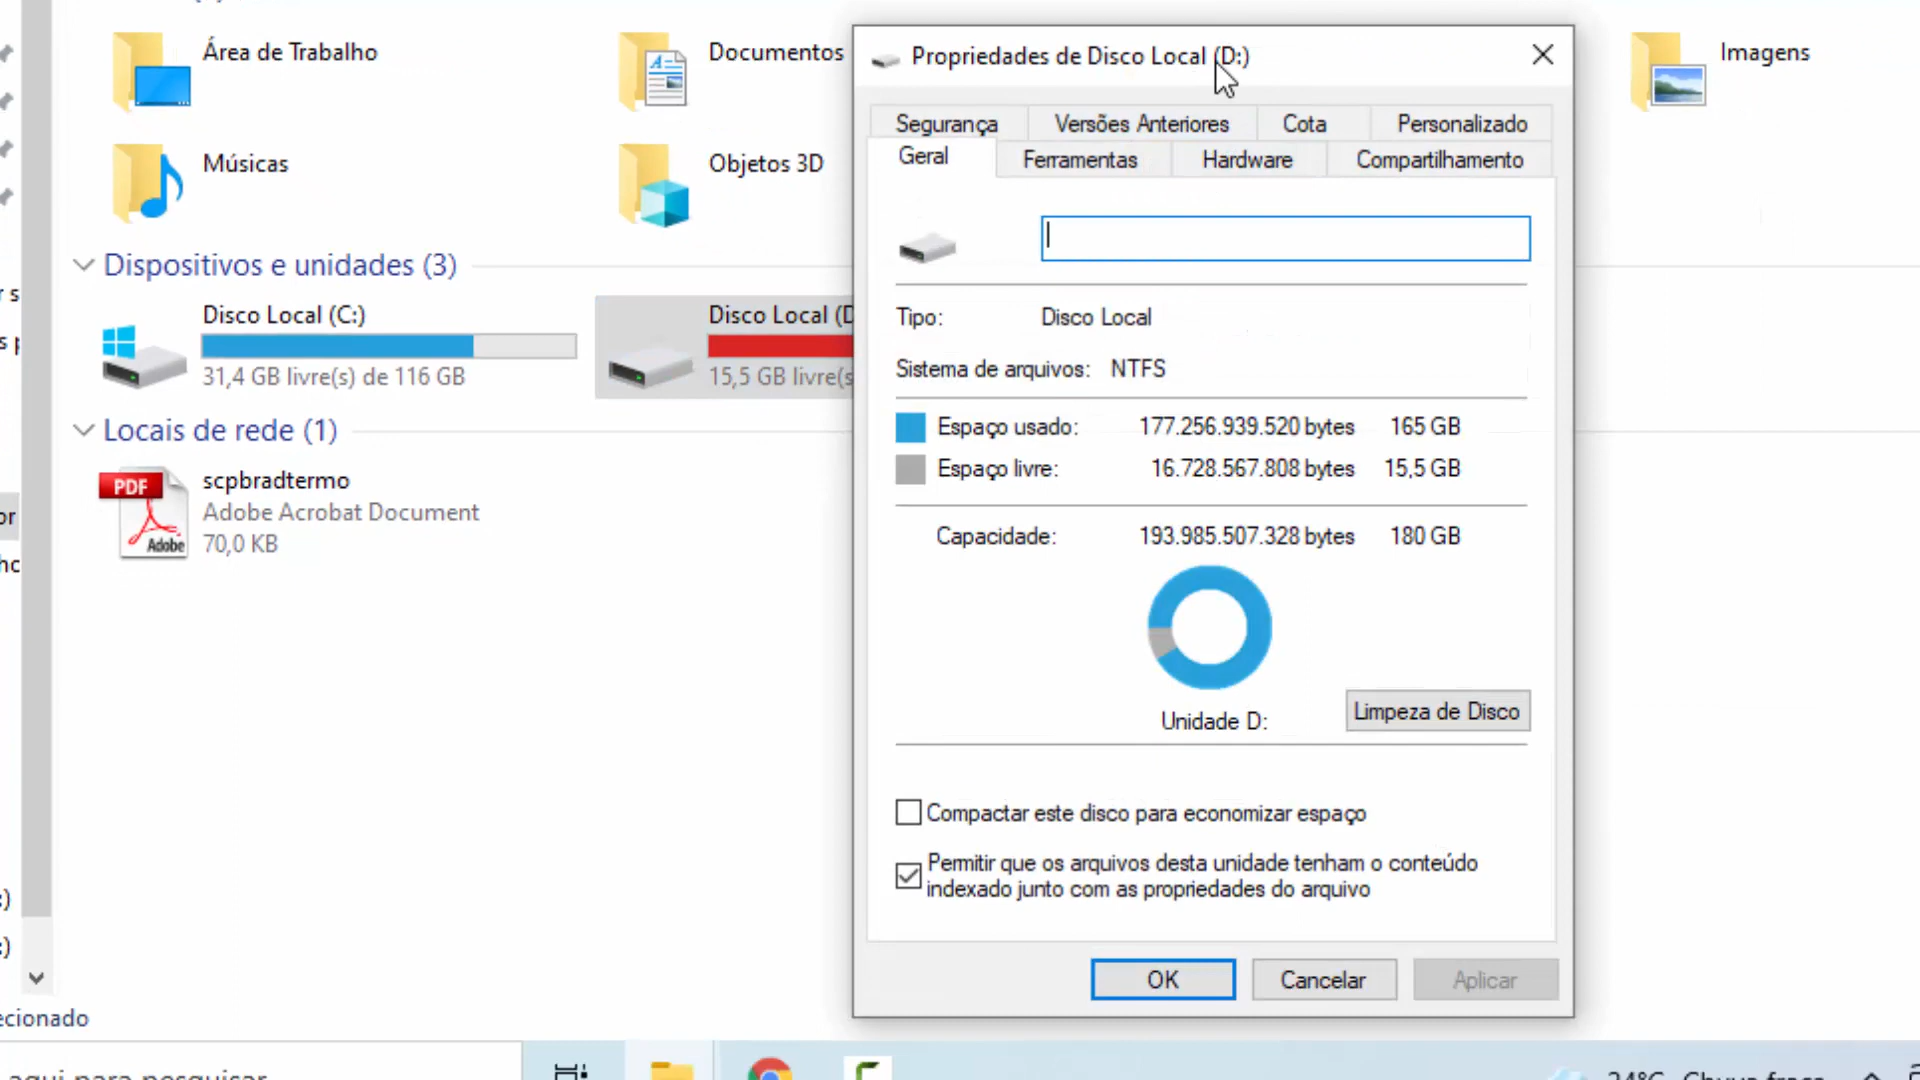 Área de Trabalho
Documentos
Imagens
Músicas
Objetos 3D
Dispositivos e unidades (3)
Disco Local (C:)
31,4 GB livre(s) de 116 GB
Disco Local (D
15,5 GB livre(s
Locais de rede (1)
scpbradtermo
Adobe Acrobat Document
70,0 KB
PDF
Adobe
ecionado
aqui para pesquisar
Propriedades de Disco Local (D:)
Segurança
Versões Anteriores
Cota
Personalizado
Geral
Ferramentas
Hardware
Compartilhamento
Tipo: Disco Local
Sistema de arquivos: NTFS
Espaço usado: 177.256.939.520 bytes 165 GB
Espaço livre: 16.728.567.808 bytes 15,5 GB
Capacidade: 193.985.507.328 bytes 180 GB
Unidade D:
Limpeza de Disco
Compactar este disco para economizar espaço
Permitir que os arquivos desta unidade tenham o conteúdo
indexado junto com as propriedades do arquivo
OK
Cancelar
Aplicar
24°C Chuva fraca